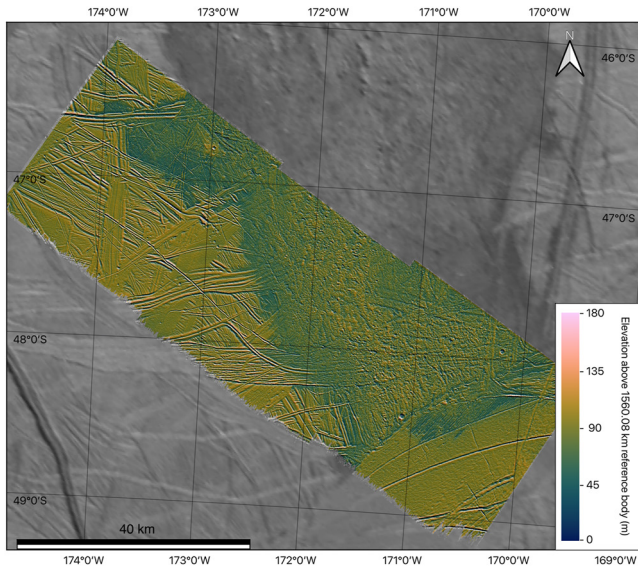 174°0'W 173°0'W 172°0'W 171°0'W 170°0'W
N
46°0'S
47°0'S
47°0'S
48°0'S
49°0'S
180
135
90
45
0
Elevation above 1560.08 km reference body (m)
40 km
174°0'W 173°0'W 172°0'W 171°0'W 170°0'W 169°0'W